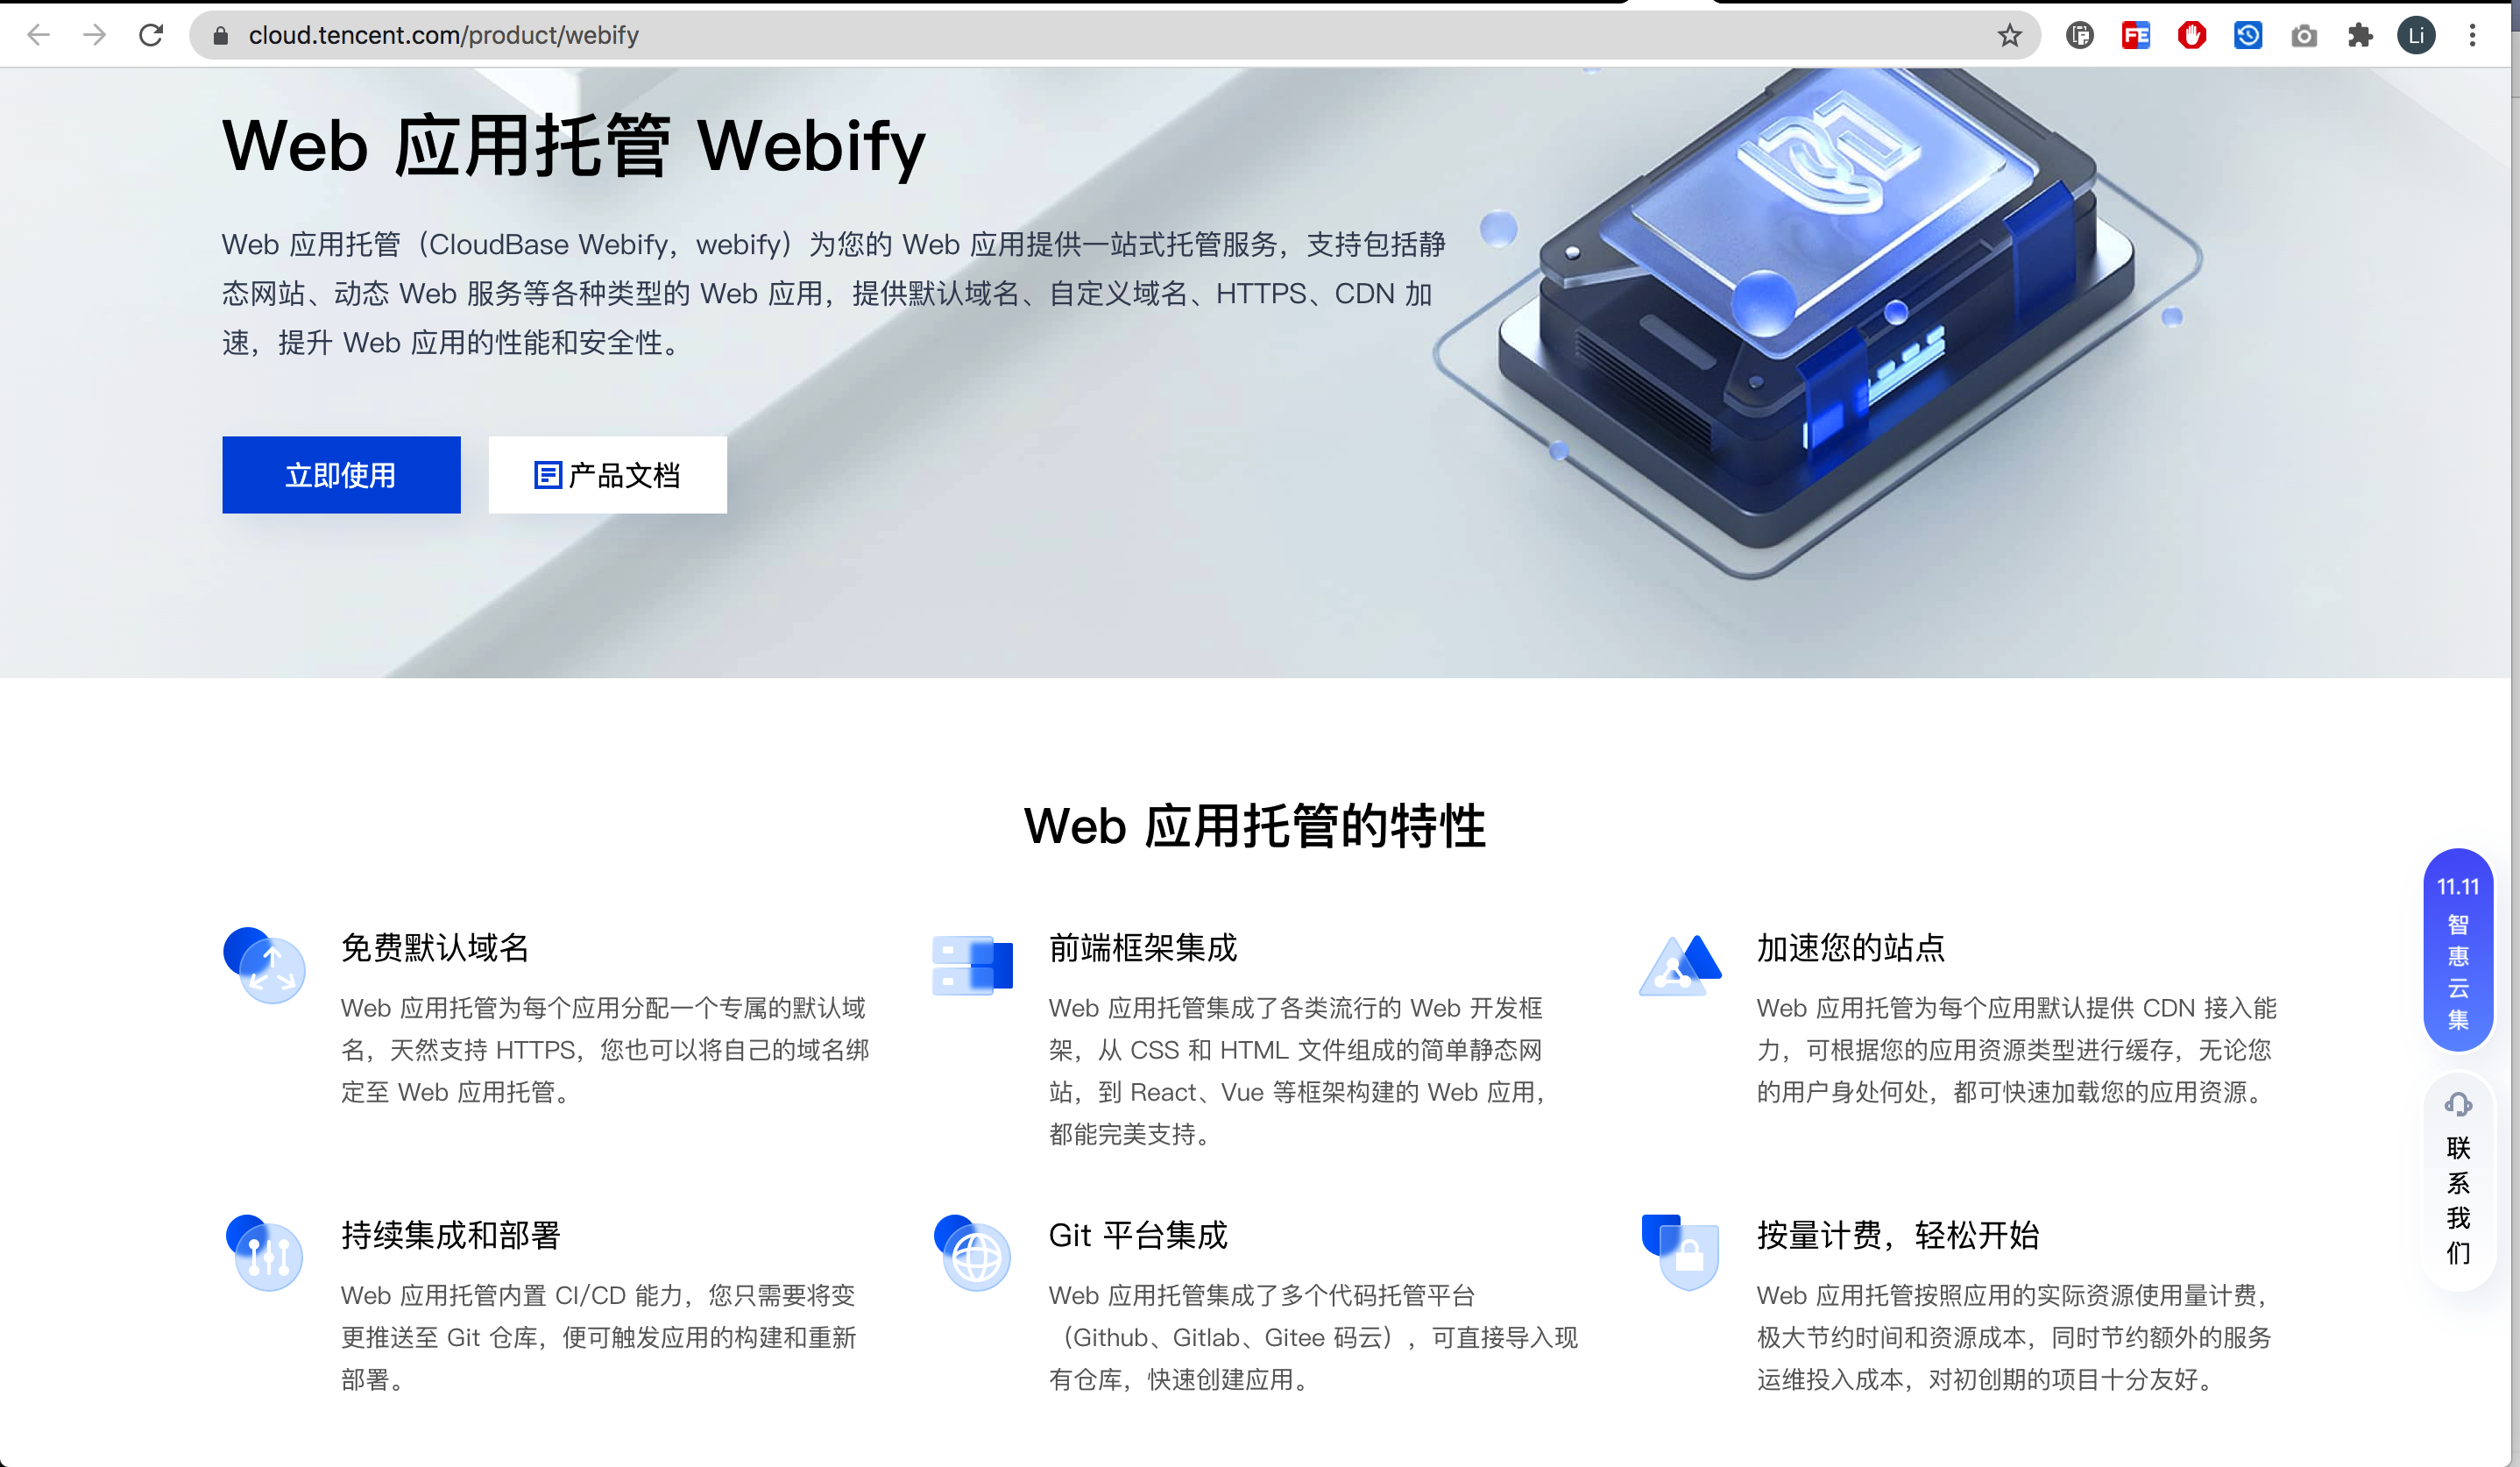 cloud.tencent.com/product/webify
FE
Li
Web 应用托管 Webify
Web 应用托管（CloudBase Webify，webify）为您的 Web 应用提供一站式托管服务，支持包括静
态网站、动态 Web 服务等各种类型的 Web 应用，提供默认域名、自定义域名、HTTPS、CDN 加
速，提升 Web 应用的性能和安全性。
立即使用
产品文档
Web 应用托管的特性
免费默认域名
Web 应用托管为每个应用分配一个专属的默认域
名，天然支持 HTTPS，您也可以将自己的域名绑
定至 Web 应用托管。
前端框架集成
Web 应用托管集成了各类流行的 Web 开发框
架，从 CSS 和 HTML 文件组成的简单静态网
站，到 React、Vue 等框架构建的 Web 应用，
都能完美支持。
加速您的站点
Web 应用托管为每个应用默认提供 CDN 接入能
力，可根据您的应用资源类型进行缓存，无论您
的用户身处何处，都可快速加载您的应用资源。
持续集成和部署
Web 应用托管内置 CI/CD 能力，您只需要将变
更推送至 Git 仓库，便可触发应用的构建和重新
部署。
Git 平台集成
Web 应用托管集成了多个代码托管平台
（Github、Gitlab、Gitee 码云），可直接导入现
有仓库，快速创建应用。
按量计费，轻松开始
Web 应用托管按照应用的实际资源使用量计费，
极大节约时间和资源成本，同时节约额外的服务
运维投入成本，对初创期的项目十分友好。
11.11
智
惠
云
集
联
系
我
们